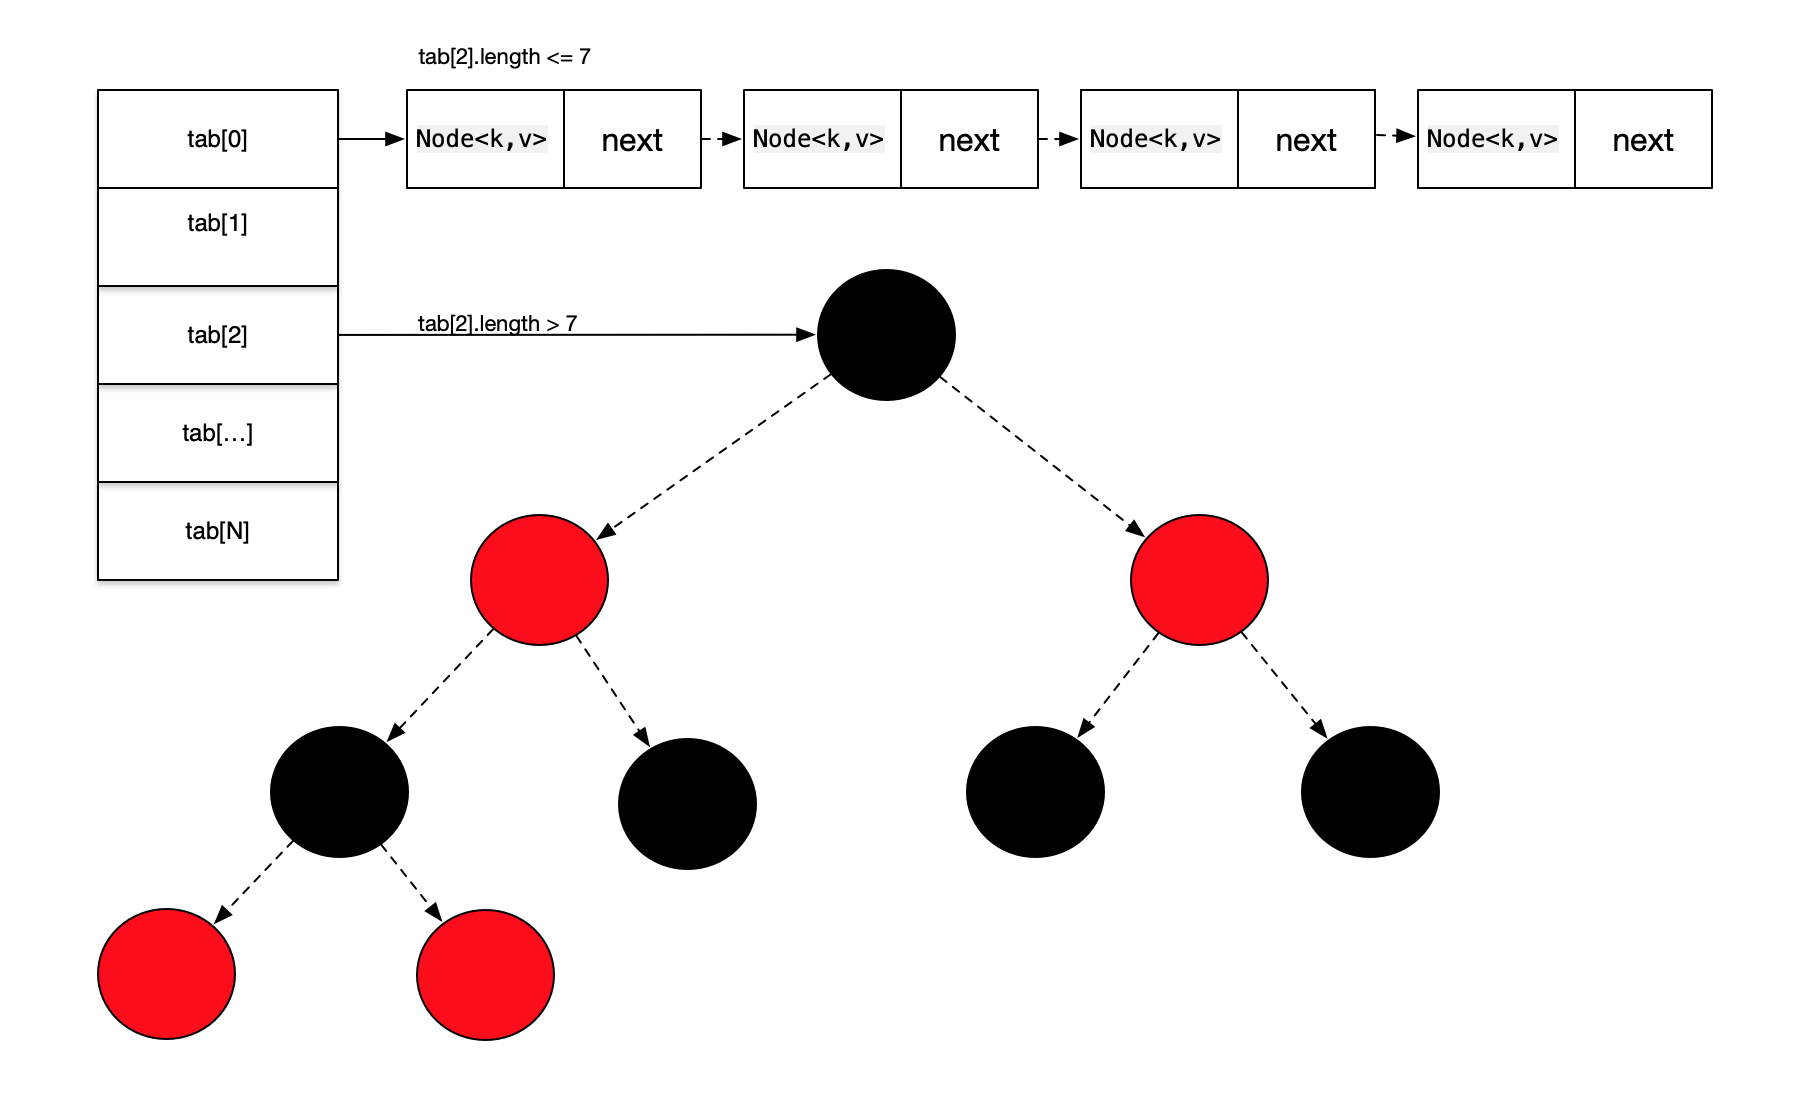 tab[2].length <= 7
tab[0]
Node<k,v> next Node<k,v> next Node<k,v> next Node<k,v> next
tab[1]
tab[2]
tab[2].length > 7
tab[...]
tab[N]